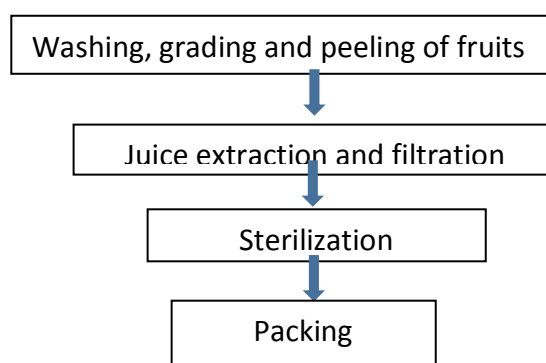 Washing, grading and peeling of fruits
Juice extraction and filtration
Sterilization
Packing